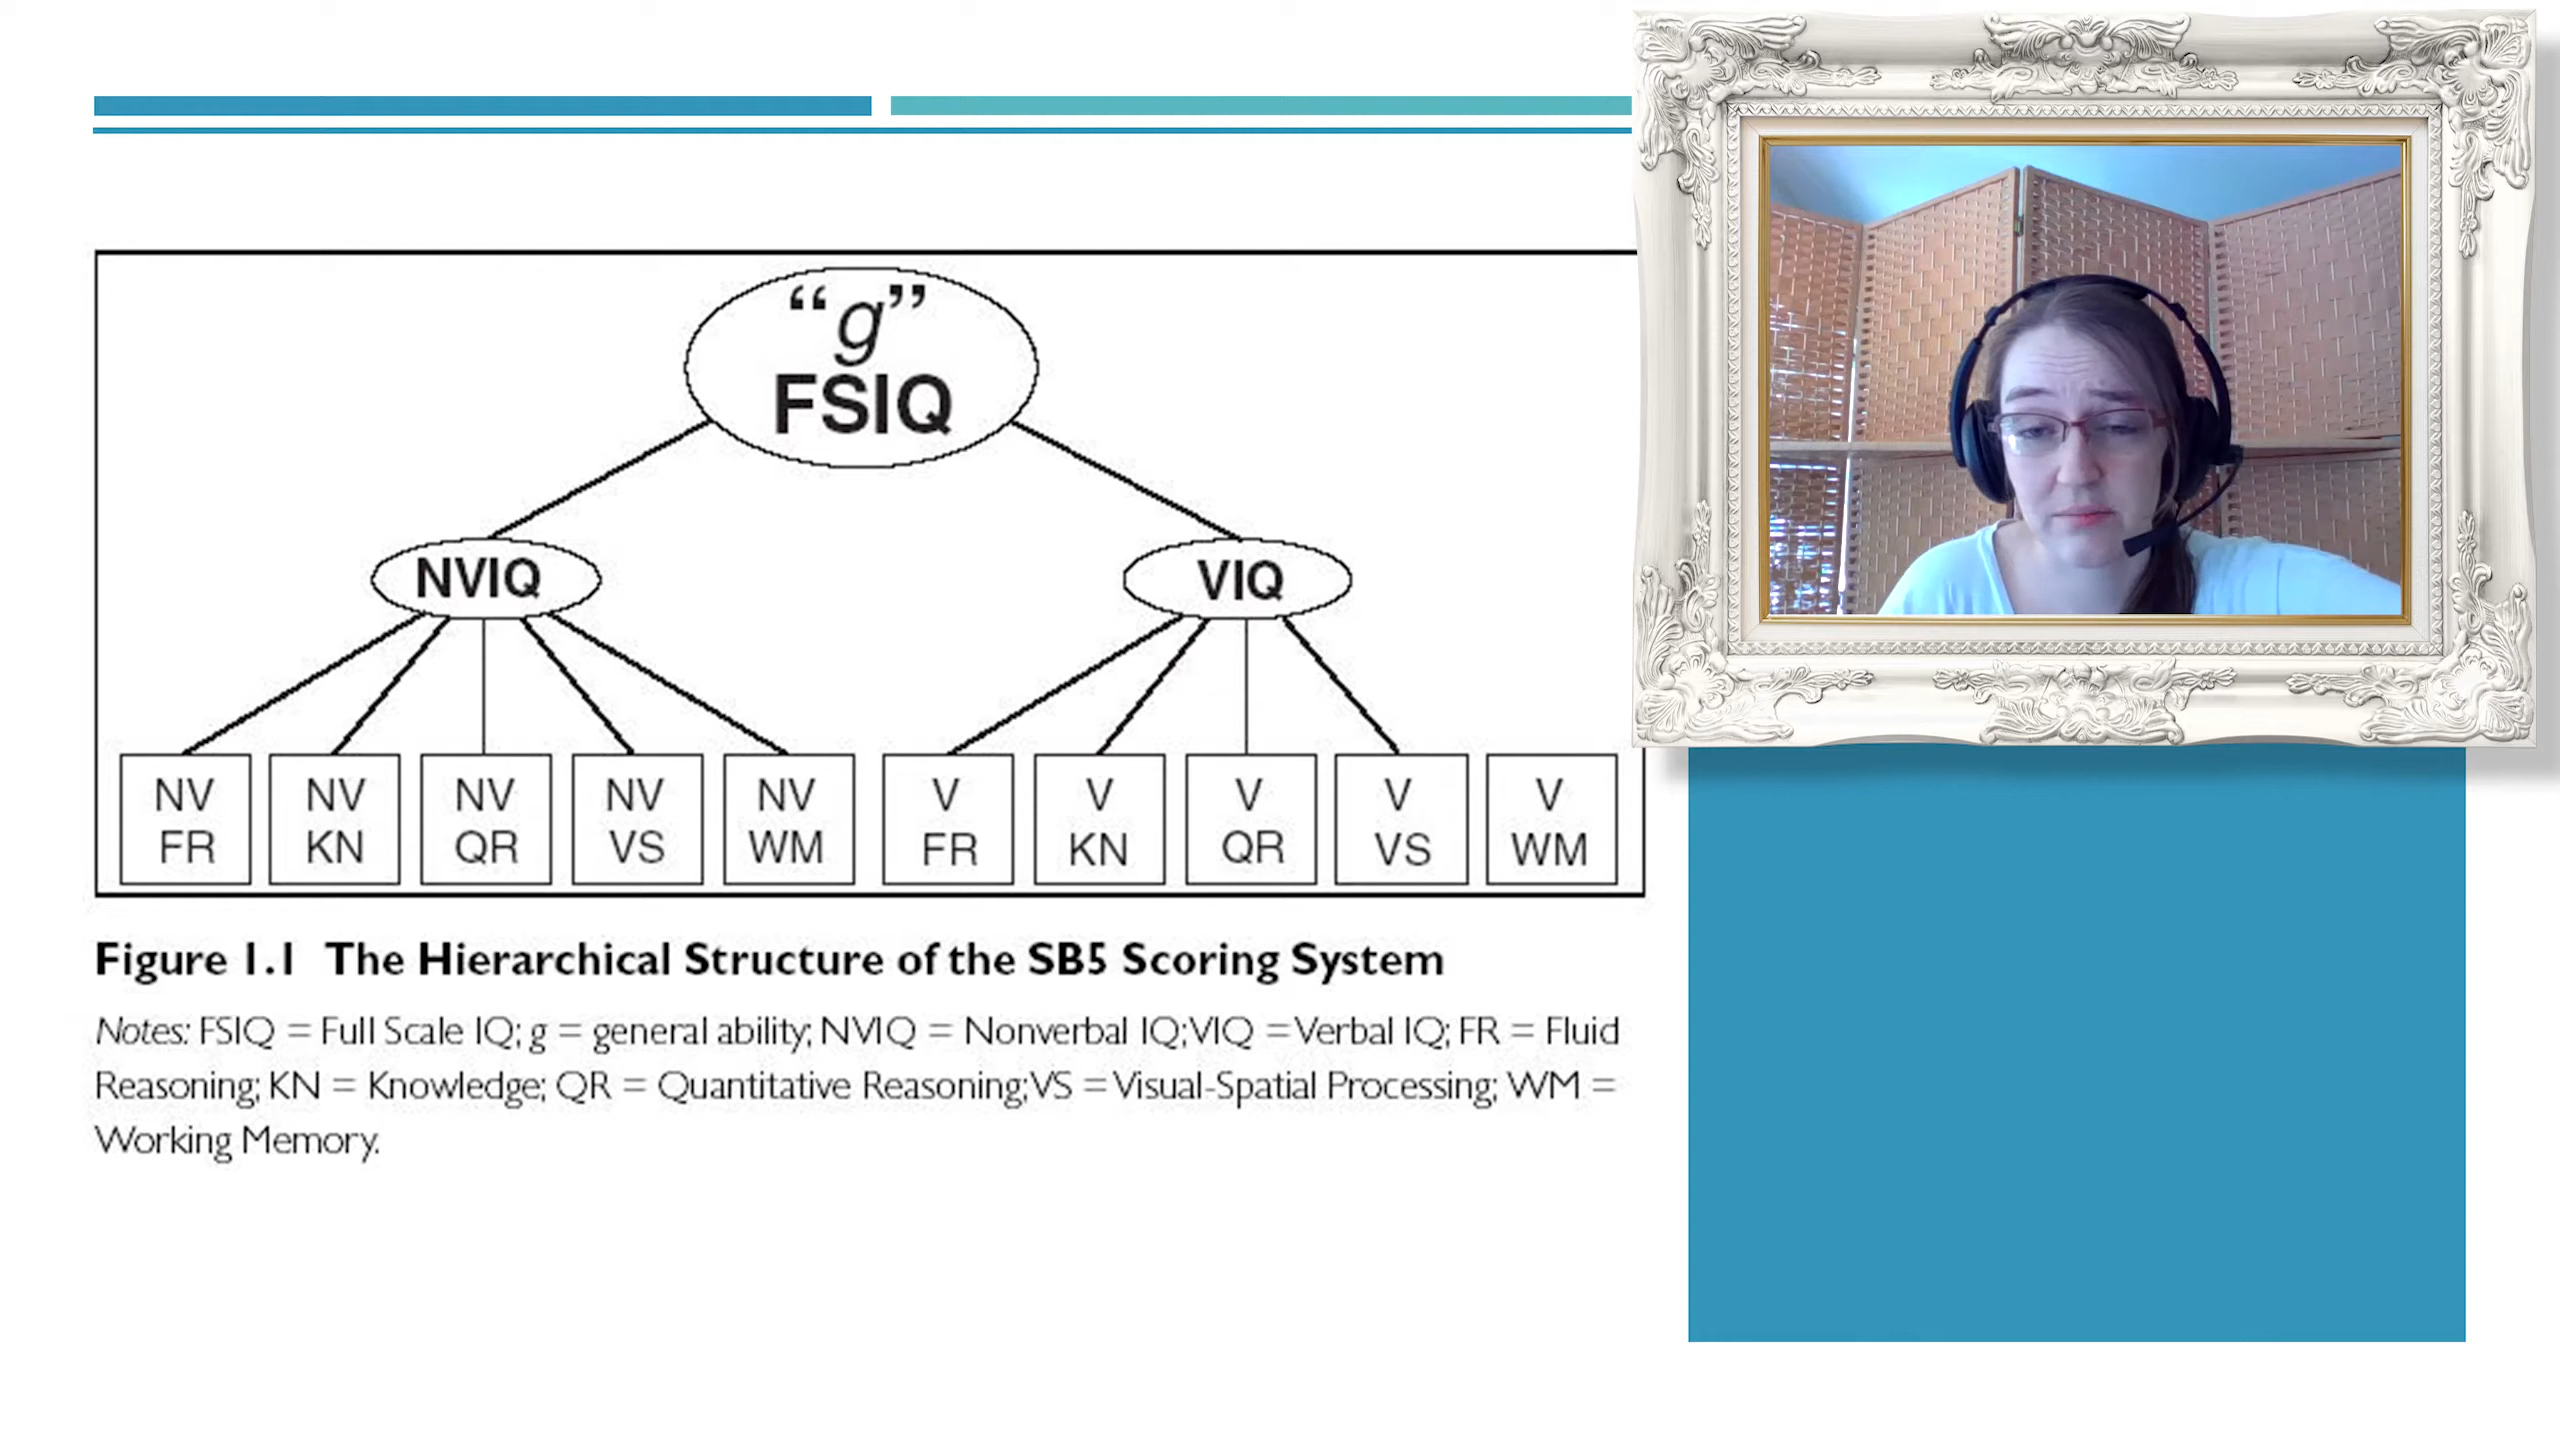 “g”
FSIQ
NVIQ VIQ
NV NV NV NV NV V V V V V
FR KN QR VS WM FR KN QR VS WM
Figure 1.1 The Hierarchical Structure of the SB5 Scoring System
Notes: FSIQ = Full Scale IQ; g = general ability; NVIQ = Nonverbal IQ; VIQ = Verbal IQ; FR = Fluid
Reasoning; KN = Knowledge; QR = Quantitative Reasoning; VS = Visual-Spatial Processing; WM =
Working Memory.